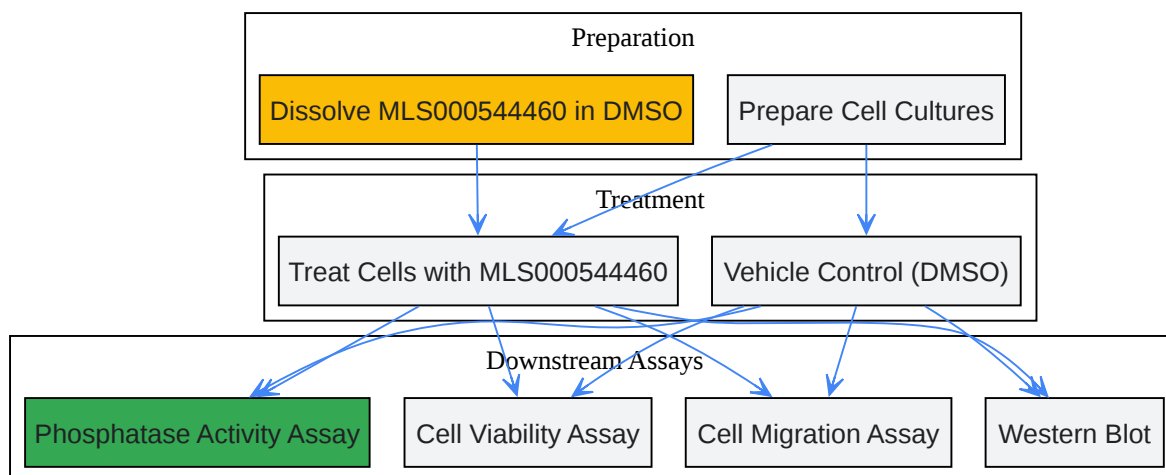 Preparation
Dissolve MLS000544460 in DMSO
Prepare Cell Cultures
Treatment
Treat Cells with MLS000544460
Vehicle Control (DMSO)
Downstream Assays
Phosphatase Activity Assay
Cell Viability Assay
Cell Migration Assay
Western Blot